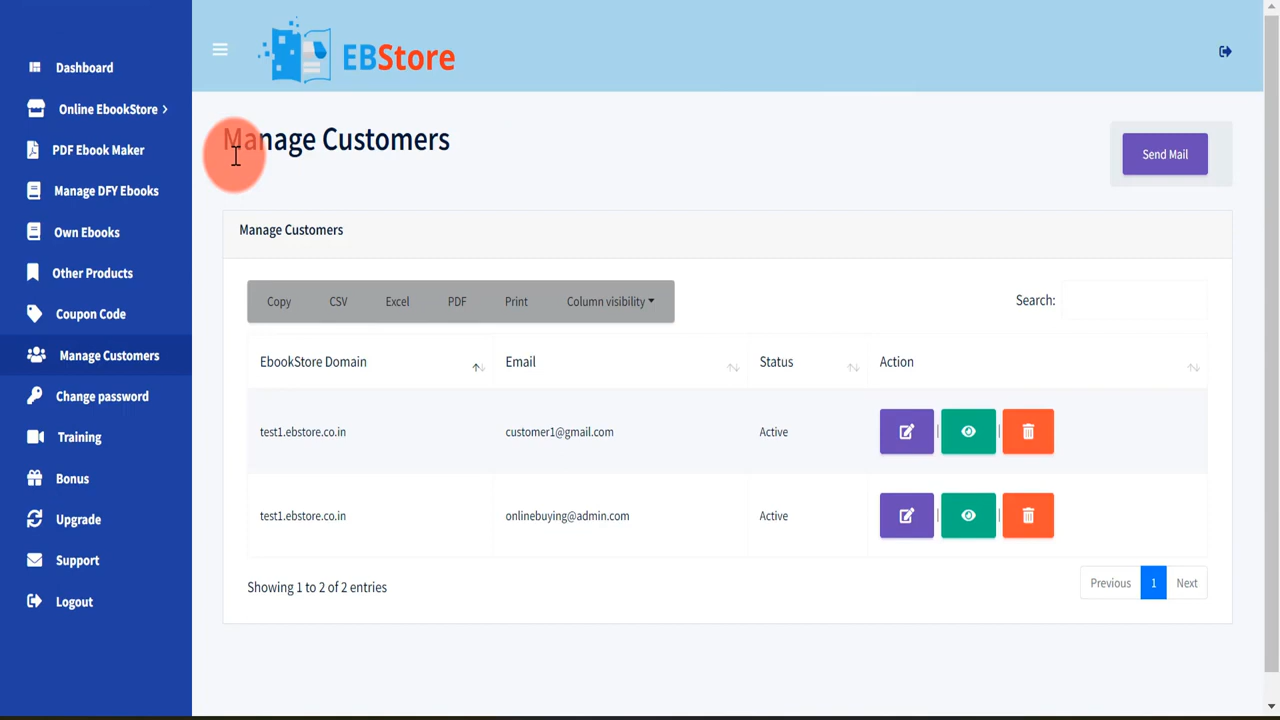 Dashboard
Online EbookStore
PDF Ebook Maker
Manage DFY Ebooks
Own Ebooks
Other Products
Coupon Code
Manage Customers
Change password
Training
Bonus
Upgrade
Support
Logout
EBStore
Manage Customers
Send Mail
Manage Customers
Copy CSV Excel PDF Print Column visibility
Search:
EbookStore Domain Email Status Action
test1.ebstore.co.in customer1@gmail.com Active
test1.ebstore.co.in onlinebuying@admin.com Active
Showing 1 to 2 of 2 entries
Previous 1 Next